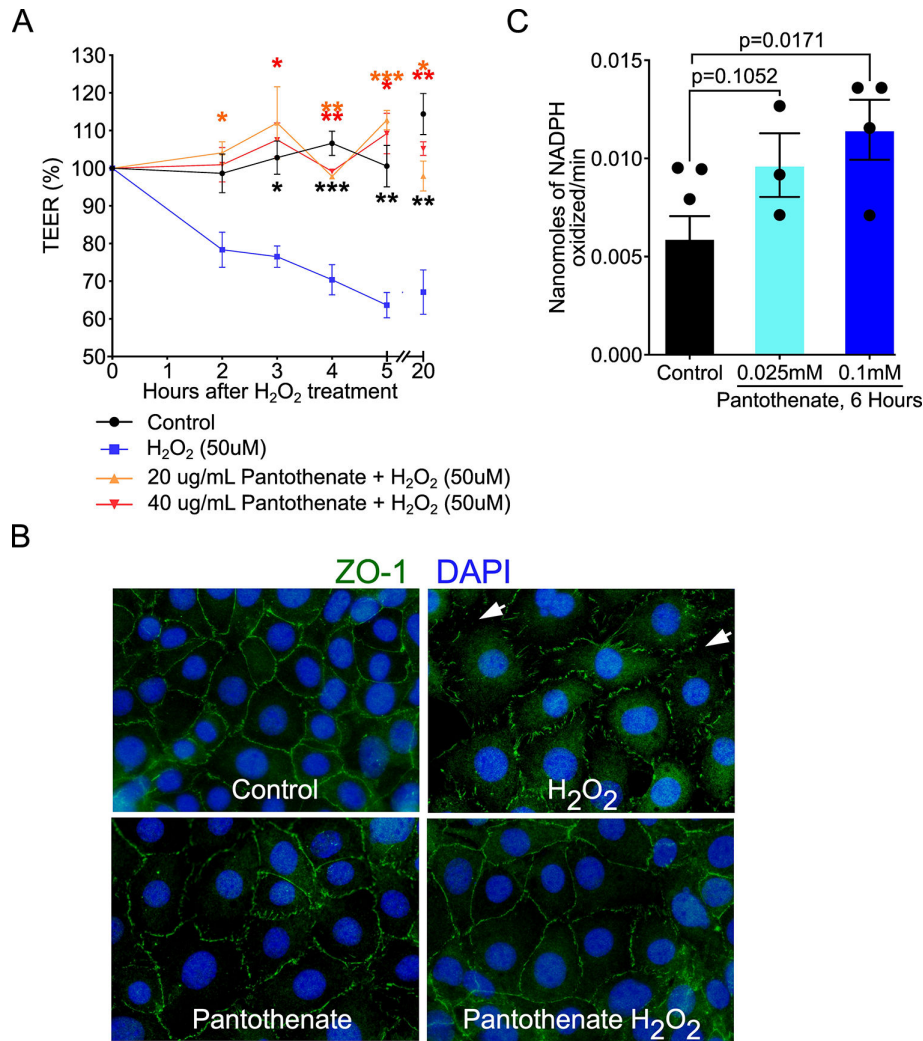 A
TEER (%)
130
120
110
100
90
80
70
60
50
*
*
*
**
**
***
*
*
**
*
***
**
**
0 1 2 3 4 5 20
Hours after H₂O₂ treatment
Control
H₂O₂ (50uM)
20 ug/mL Pantothenate + H₂O₂ (50uM)
40 ug/mL Pantothenate + H₂O₂ (50uM)
C
Nanomoles of NADPH
oxidized/min
0.015
0.010
0.005
0.000
p=0.0171
p=0.1052
Control 0.025mM 0.1mM
Pantothenate, 6 Hours
B
ZO-1 DAPI
Control
H₂O₂
Pantothenate
Pantothenate H₂O₂